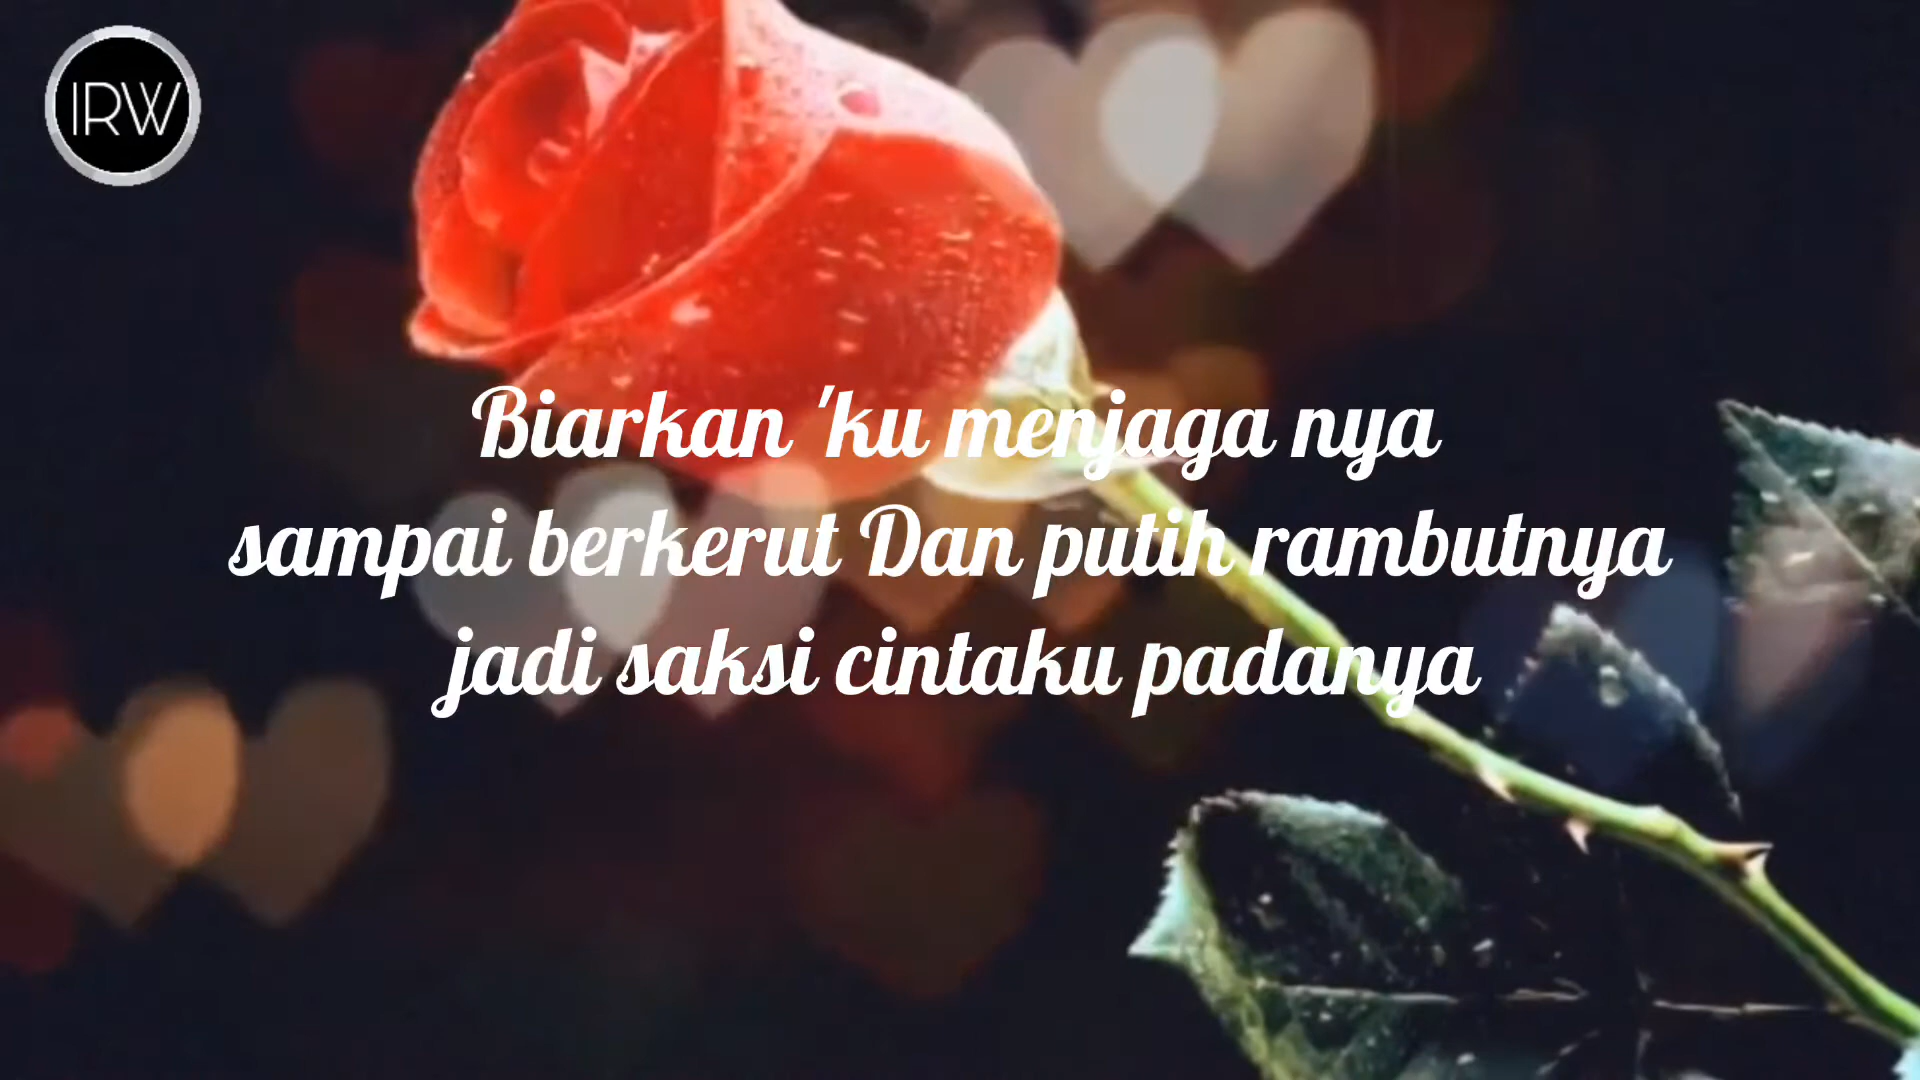 IRW
Biarkan 'ku menjaga nya
sampai berkerut Dan putih rambutnya
jadi saksi cintaku padanya